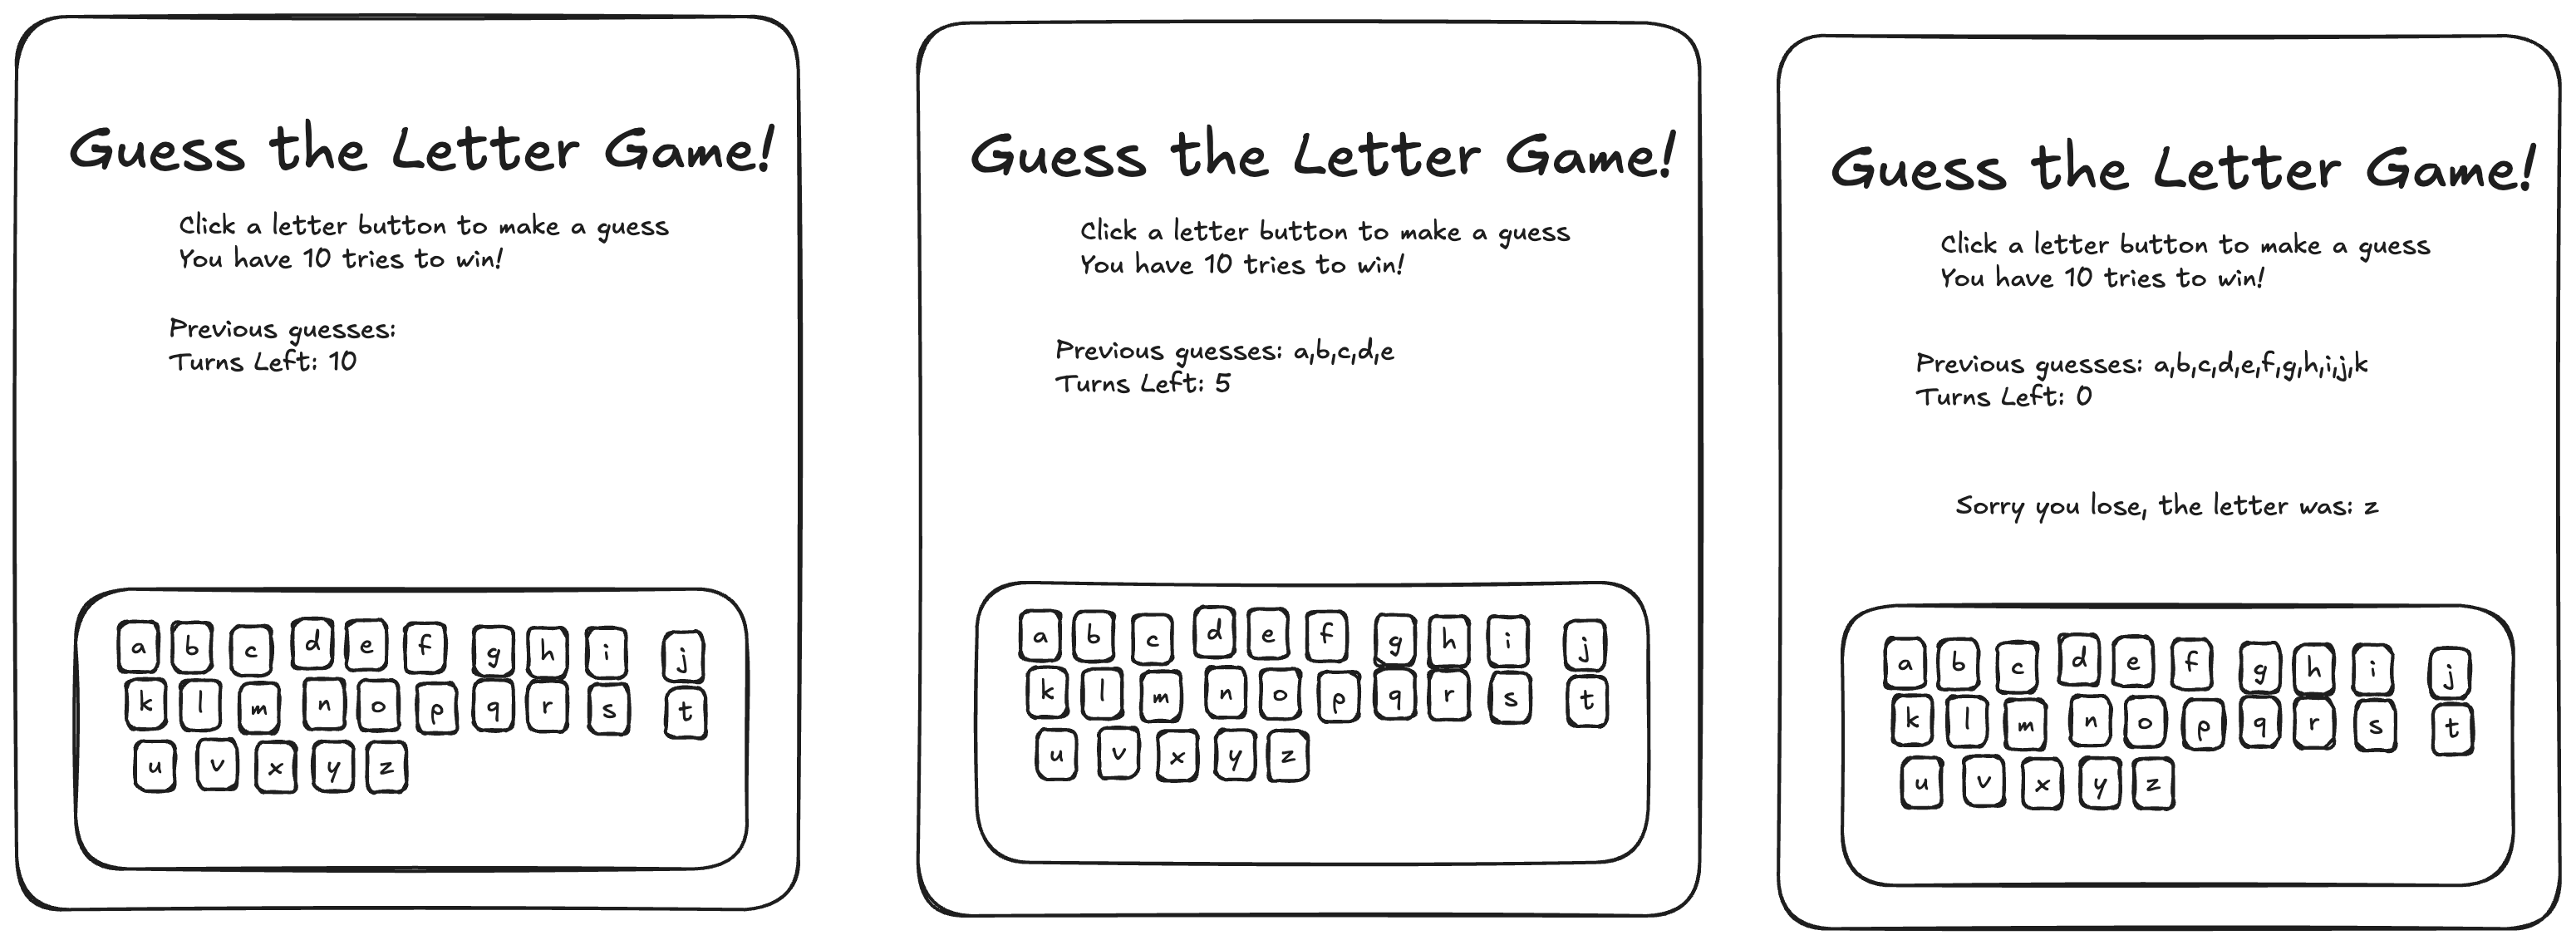 Guess the Letter Game!
Click a letter button to make a guess
You have 10 tries to win!
Previous guesses:
Turns Left: 10
a b c d e f g h i j
k l m n o p q r s t
u v x y z
Guess the Letter Game!
Click a letter button to make a guess
You have 10 tries to win!
Previous guesses: a,b,c,d,e
Turns Left: 5
a b c d e f g h i j
k l m n o p q r s t
u v x y z
Guess the Letter Game!
Click a letter button to make a guess
You have 10 tries to win!
Previous guesses: a,b,c,d,e,f,g,h,i,j,k
Turns Left: 0
Sorry you lose, the letter was: z
a b c d e f g h i j
k l m n o p q r s t
u v x y z